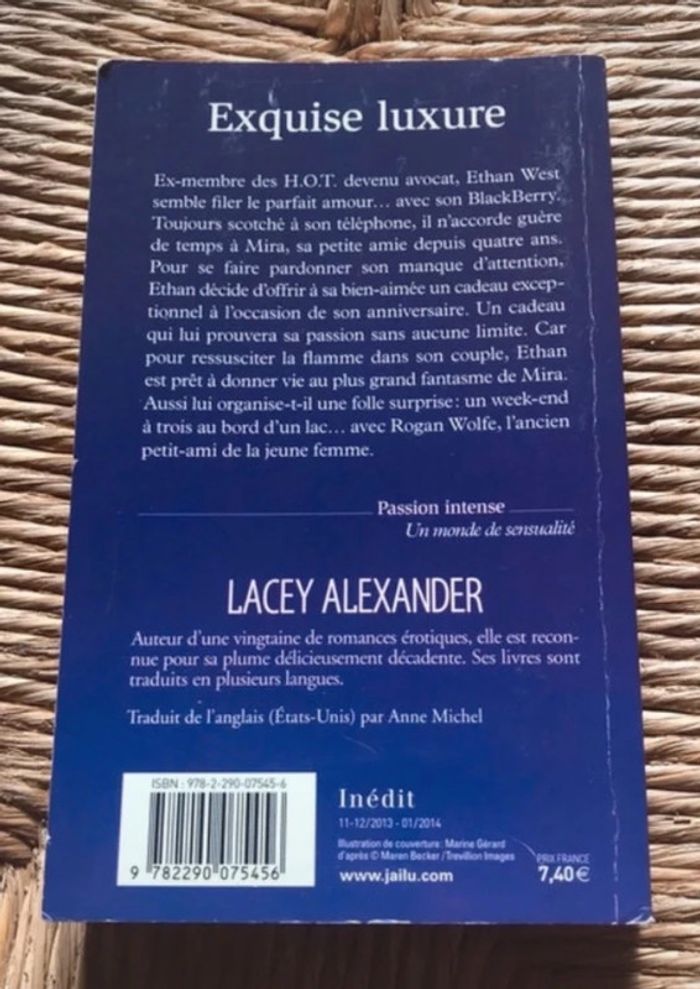 Exquise luxure
Ex-membre des H.O.T. devenu avocat, Ethan West
semble filer le parfait amour... avec son BlackBerry.
Toujours scotché à son téléphone, il n'accorde guère
de temps à Mira, sa petite amie depuis quatre ans.
Pour se faire pardonner son manque d'attention,
Ethan décide d'offrir à sa bien-aimée un cadeau excep-
tionnel à l'occasion de son anniversaire. Un cadeau
qui lui prouvera sa passion sans aucune limite. Car
pour ressusciter la flamme dans son couple, Ethan
est prêt à donner vie au plus grand fantasme de Mira.
Aussi lui organise-t-il une folle surprise : un week-end
à trois au bord d'un lac... avec Rogan Wolfe, l'ancien
petit-ami de la jeune femme.
Passion intense
Un monde de sensualité
LACEY ALEXANDER
Auteur d'une vingtaine de romances érotiques, elle est recon-
nue pour sa plume délicieusement décadente. Ses livres sont
traduits en plusieurs langues.
Traduit de l'anglais (États-Unis) par Anne Michel
ISBN : 978-2-290-07545-6
9 782290 075456
Inédit
11-12/2013 - 01/2014
Illustration de couverture : Marine Gérard
d'après © Maren Becker / Trevillion Images
www.jailu.com
PRIX FRANCE
7,40 €